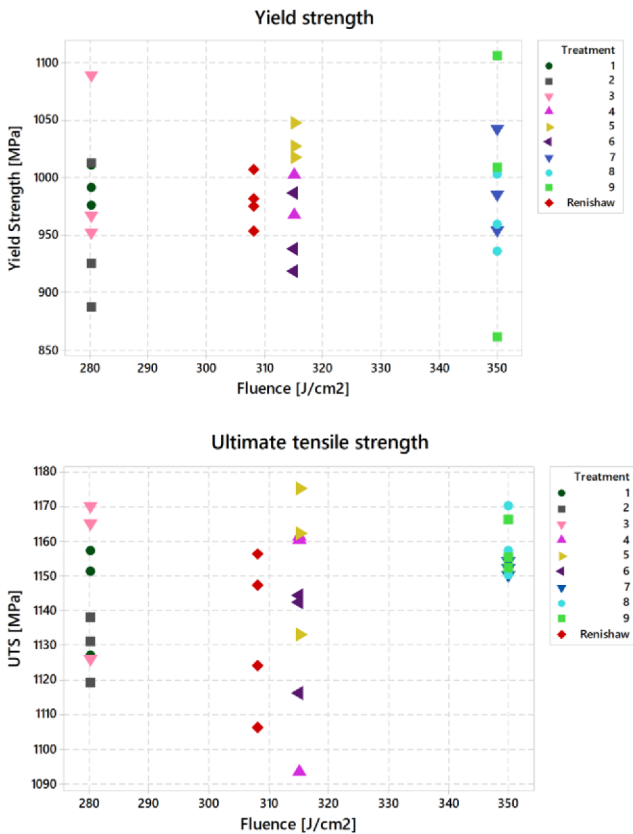 Yield strength
Yield Strength [MPa]
1100
1050
1000
950
900
850
280 290 300 310 320 330 340 350
Fluence [J/cm2]
Treatment
1
2
3
4
5
6
7
8
9
Renishaw
Ultimate tensile strength
UTS [MPa]
1180
1170
1160
1150
1140
1130
1120
1110
1100
1090
280 290 300 310 320 330 340 350
Fluence [J/cm2]
Treatment
1
2
3
4
5
6
7
8
9
Renishaw